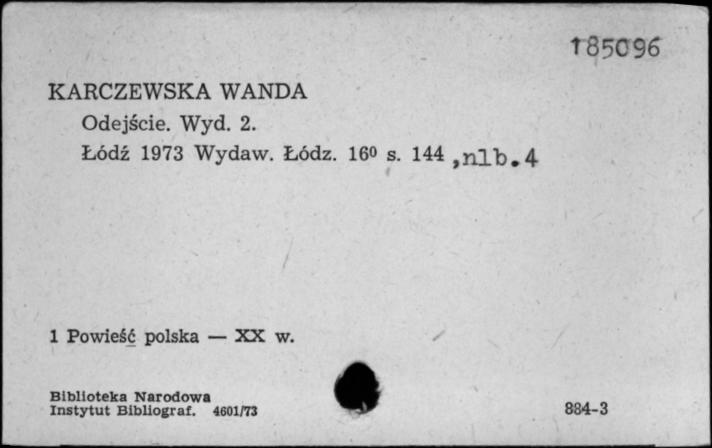 185096
KARCZEWSKA WANDA
Odejście. Wyd. 2.
Łódź 1973 Wydaw. Łódz. 16⁰ s. 144 ,nlb.4
1 Powieść polska — XX w.
Biblioteka Narodowa
Instytut Bibliograf. 4601/73
884-3